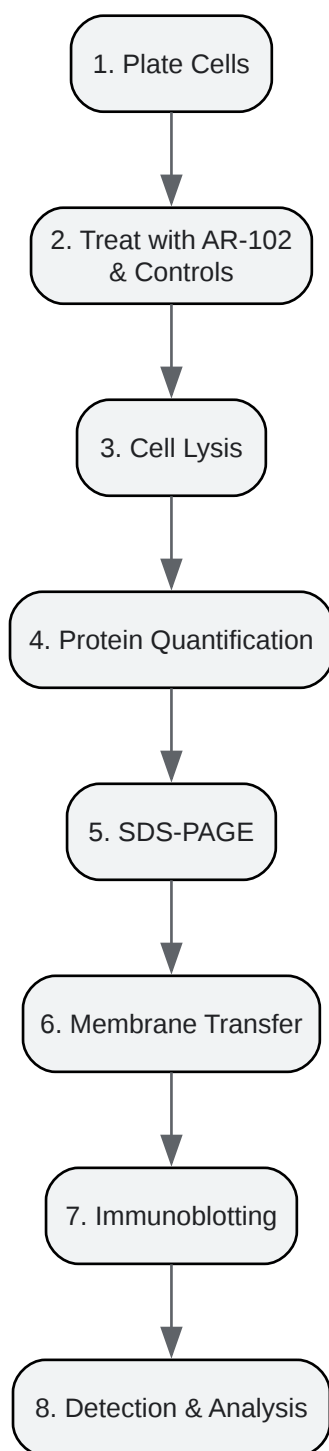 1. Plate Cells
2. Treat with AR-102
& Controls
3. Cell Lysis
4. Protein Quantification
5. SDS-PAGE
6. Membrane Transfer
7. Immunoblotting
8. Detection & Analysis